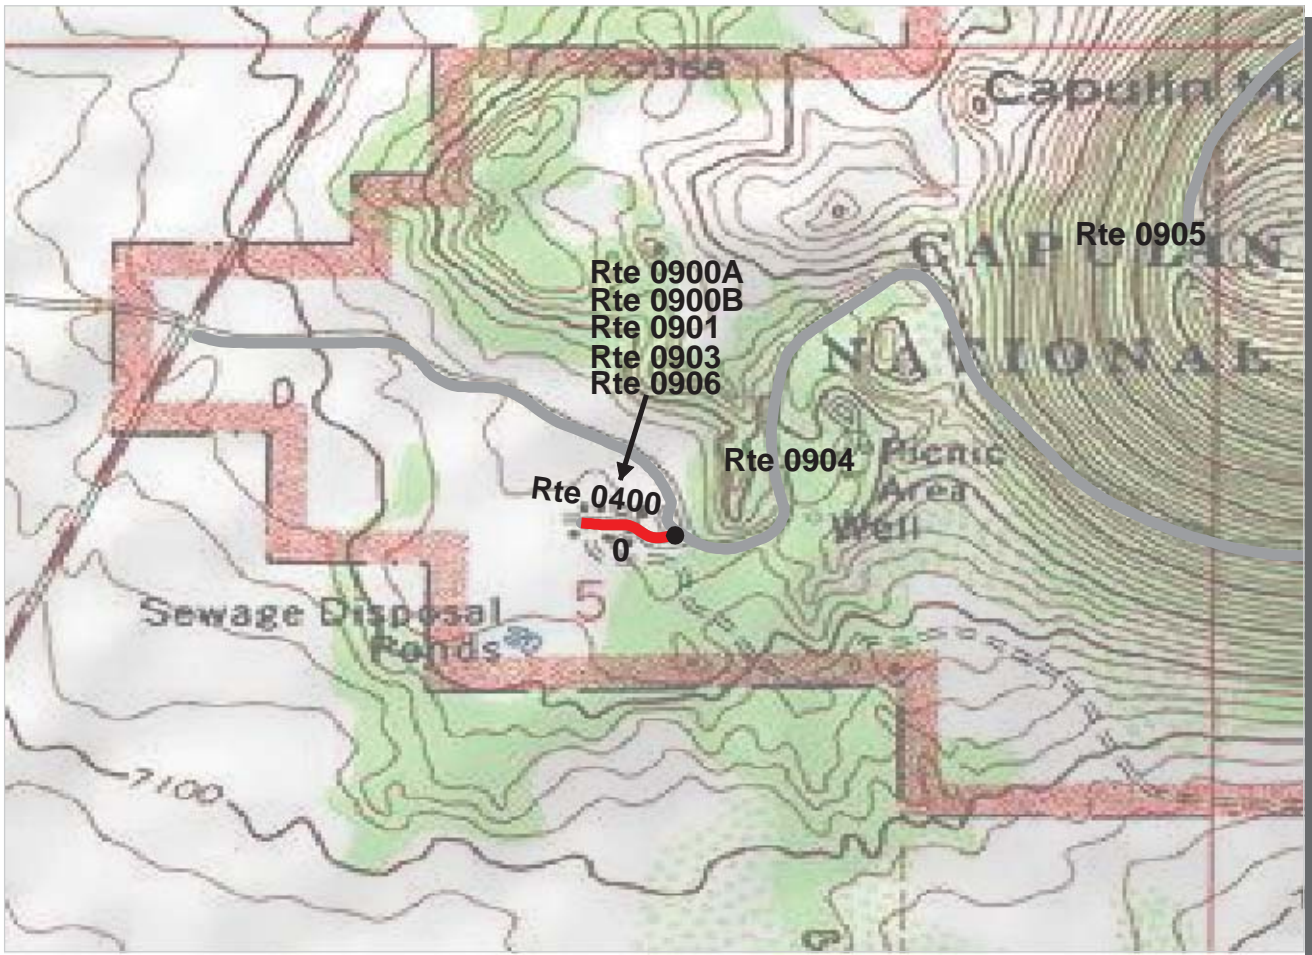 Capulin Mo
Rte 0905
CAPULIN
Rte 0900A
Rte 0900B
Rte 0901
Rte 0903
Rte 0906
NATIONAL
Rte 0904
Picnic
Area
Well
Rte 0400
0
5
Sewage Disposal
Ponds
7100